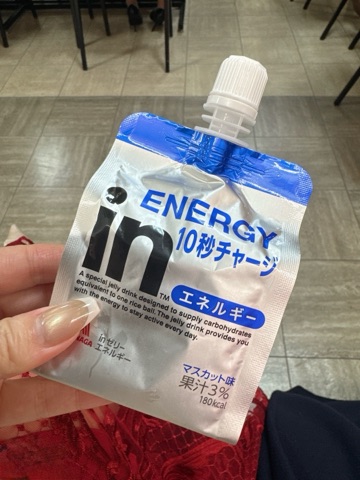 ENERGY
10秒チャージ
in
TM
エネルギー
A special jelly drink designed to supply carbohydrates
equivalent to one rice ball. The jelly drink provides you
with the energy to stay active every day.
inゼリー
エネルギー
マスカット味
果汁3%
180kcal